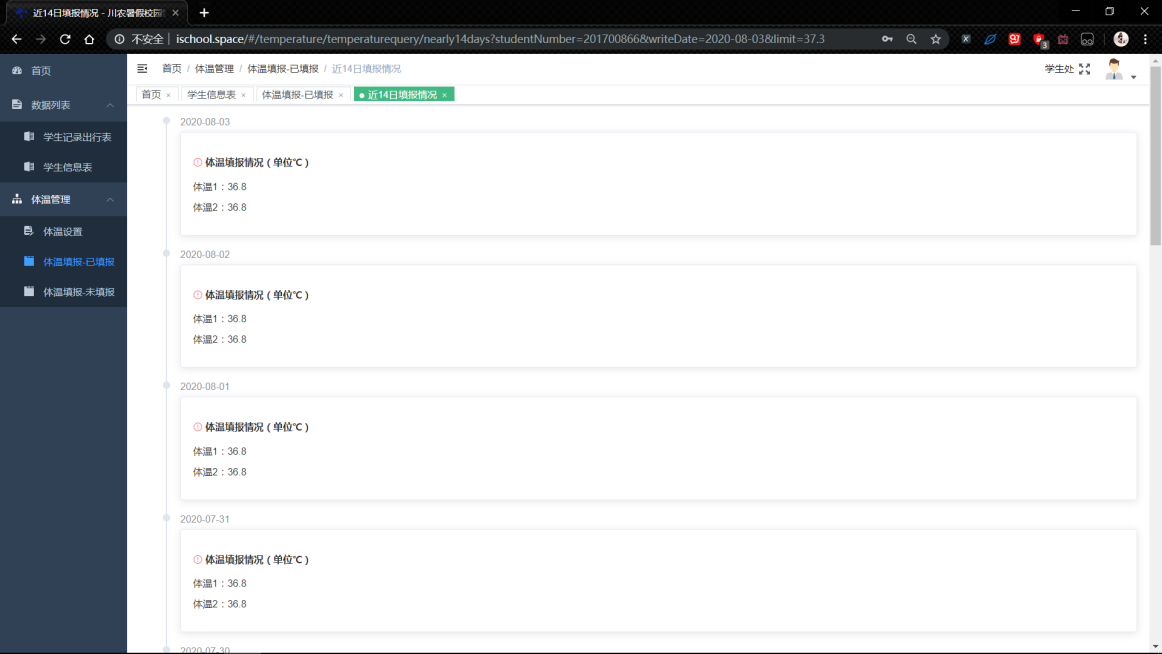 近14日填报情况 - 川农暑假校园
不安全 | ischool.space/#/temperature/temperaturequery/nearly14days?studentNumber=201700866&writeDate=2020-08-03&limit=37.3
3
首页
数据列表
学生记录出行表
学生信息表
体温管理
体温设置
体温填报-已填报
体温填报-未填报
首页 / 体温管理 / 体温填报-已填报 / 近14日填报情况
学生处
首页 × 学生信息表 × 体温填报-已填报 × 近14日填报情况 ×
2020-08-03
体温填报情况（单位℃）
体温1：36.8
体温2：36.8
2020-08-02
体温填报情况（单位℃）
体温1：36.8
体温2：36.8
2020-08-01
体温填报情况（单位℃）
体温1：36.8
体温2：36.8
2020-07-31
体温填报情况（单位℃）
体温1：36.8
体温2：36.8
2020-07-30